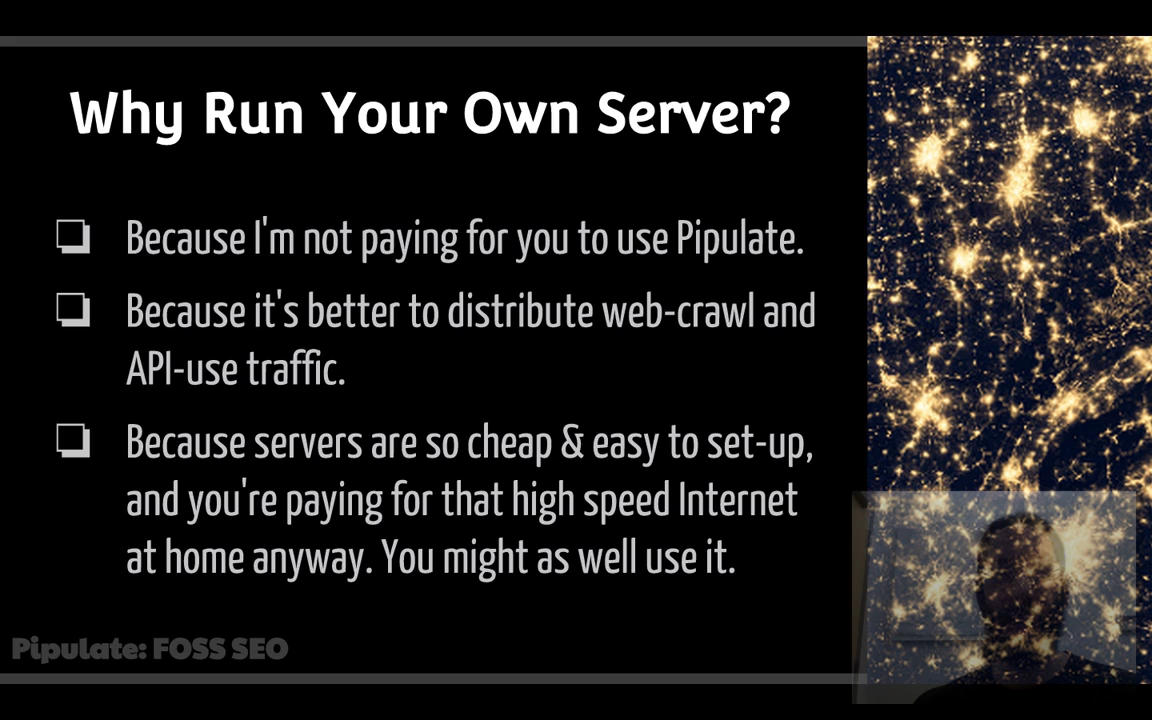 Why Run Your Own Server?
Because I'm not paying for you to use Pipulate.
Because it's better to distribute web-crawl and
API-use traffic.
Because servers are so cheap & easy to set-up,
and you're paying for that high speed Internet
at home anyway. You might as well use it.
Pipulate: FOSS SEO